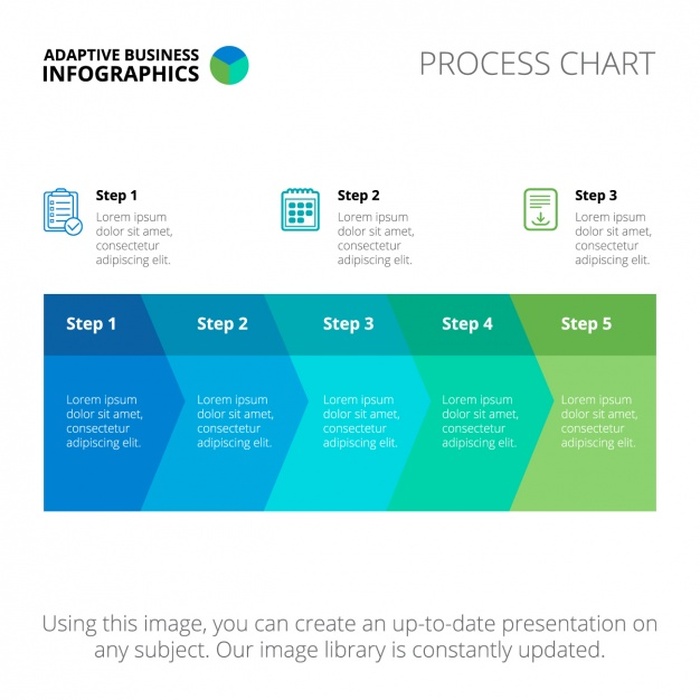 ADAPTIVE BUSINESS
INFOGRAPHICS
PROCESS CHART
Step 1
Lorem ipsum
dolor sit amet,
consectetur
adipiscing elit.
Step 2
Lorem ipsum
dolor sit amet,
consectetur
adipiscing elit.
Step 3
Lorem ipsum
dolor sit amet,
consectetur
adipiscing elit.
Step 1
Lorem ipsum
dolor sit amet,
consectetur
adipiscing elit.
Step 2
Lorem ipsum
dolor sit amet,
consectetur
adipiscing elit.
Step 3
Lorem ipsum
dolor sit amet,
consectetur
adipiscing elit.
Step 4
Lorem ipsum
dolor sit amet,
consectetur
adipiscing elit.
Step 5
Lorem ipsum
dolor sit amet,
consectetur
adipiscing elit.
Using this image, you can create an up-to-date presentation on
any subject. Our image library is constantly updated.